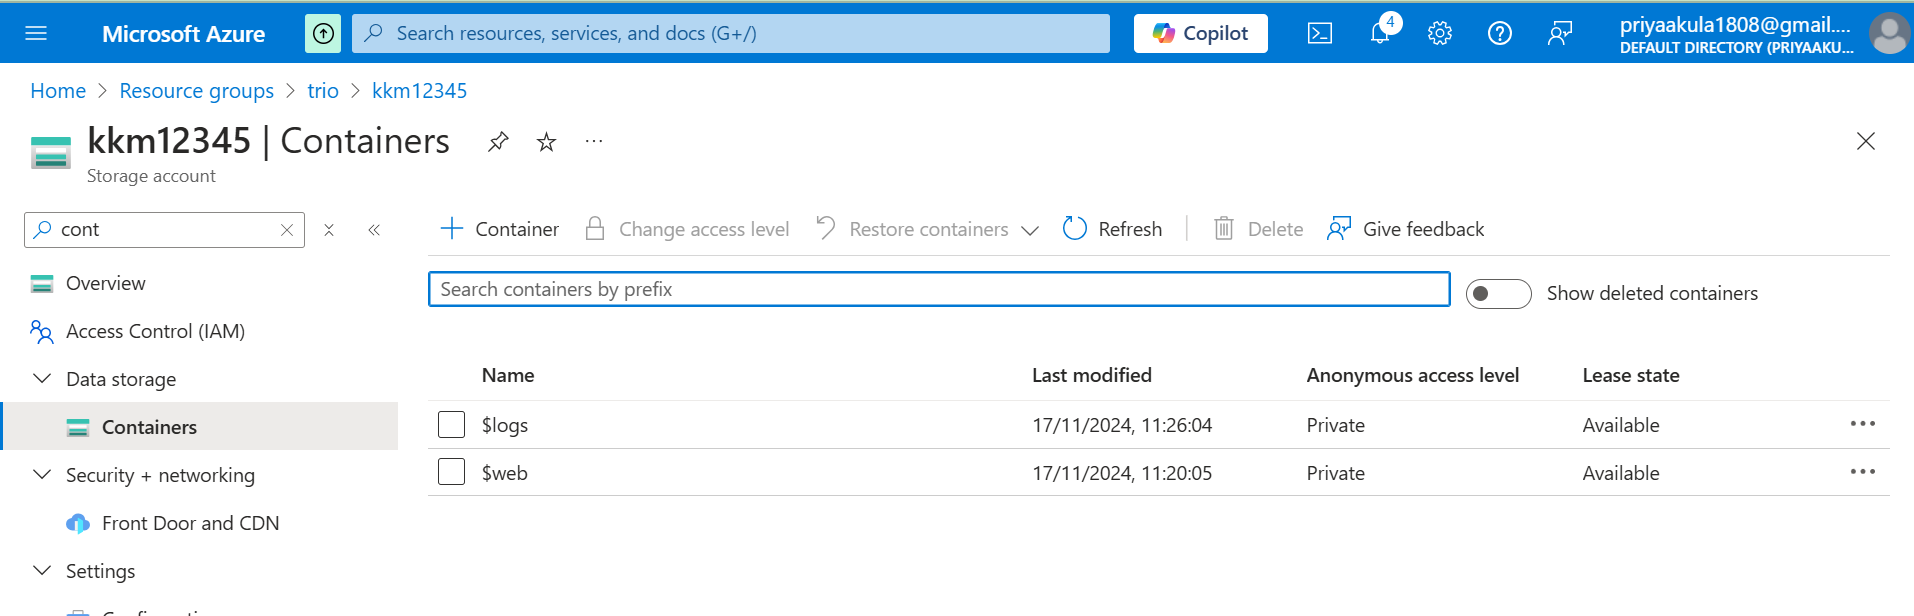 Microsoft Azure
Search resources, services, and docs (G+/)
Copilot
4
priyaakula1808@gmail....
DEFAULT DIRECTORY (PRIYAAKU...
Home > Resource groups > trio > kkm12345
kkm12345 | Containers
...
Storage account
cont
Container
Change access level
Restore containers
Refresh
Delete
Give feedback
Overview
Search containers by prefix
Show deleted containers
Access Control (IAM)
Data storage
Name Last modified Anonymous access level Lease state
Containers
$logs 17/11/2024, 11:26:04 Private Available ...
Security + networking
$web 17/11/2024, 11:20:05 Private Available ...
Front Door and CDN
Settings